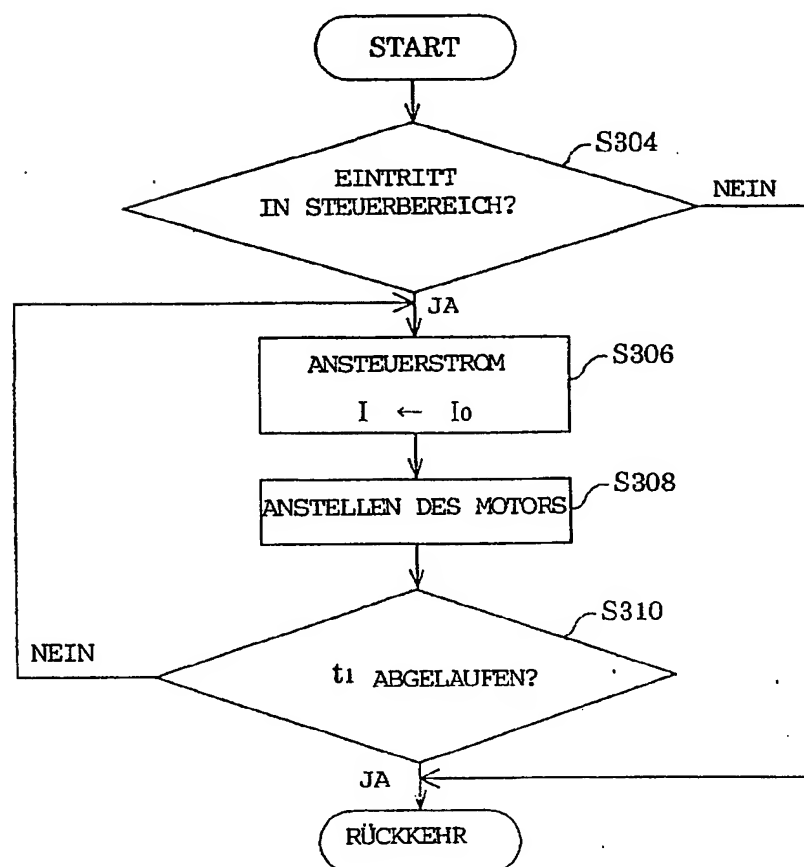 START
S304
EINTRITT
IN STEUERBEREICH?
NEIN
JA
S306
ANSTEUERSTROM
I ← Io
S308
ANSTELLEN DES MOTORS
S310
NEIN
t1 ABGELAUFEN?
JA
RÜCKKEHR